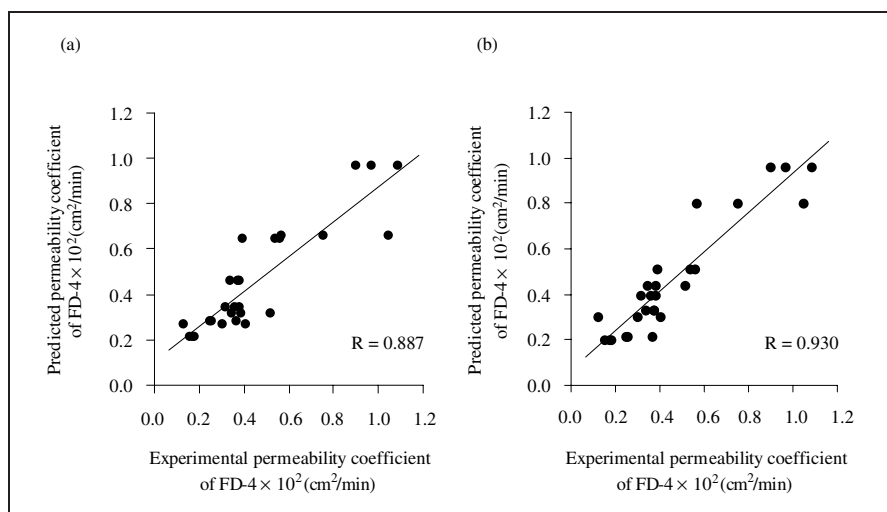 (a)
Predicted permeability coefficient
of FD-4 × 10² (cm²/min)
1.2
1.0
0.8
0.6
0.4
0.2
0.0
R = 0.887
0.0 0.2 0.4 0.6 0.8 1.0 1.2
Experimental permeability coefficient
of FD-4 × 10² (cm²/min)
(b)
Predicted permeability coefficient
of FD-4 × 10² (cm²/min)
1.2
1.0
0.8
0.6
0.4
0.2
0.0
R = 0.930
0.0 0.2 0.4 0.6 0.8 1.0 1.2
Experimental permeability coefficient
of FD-4 × 10² (cm²/min)